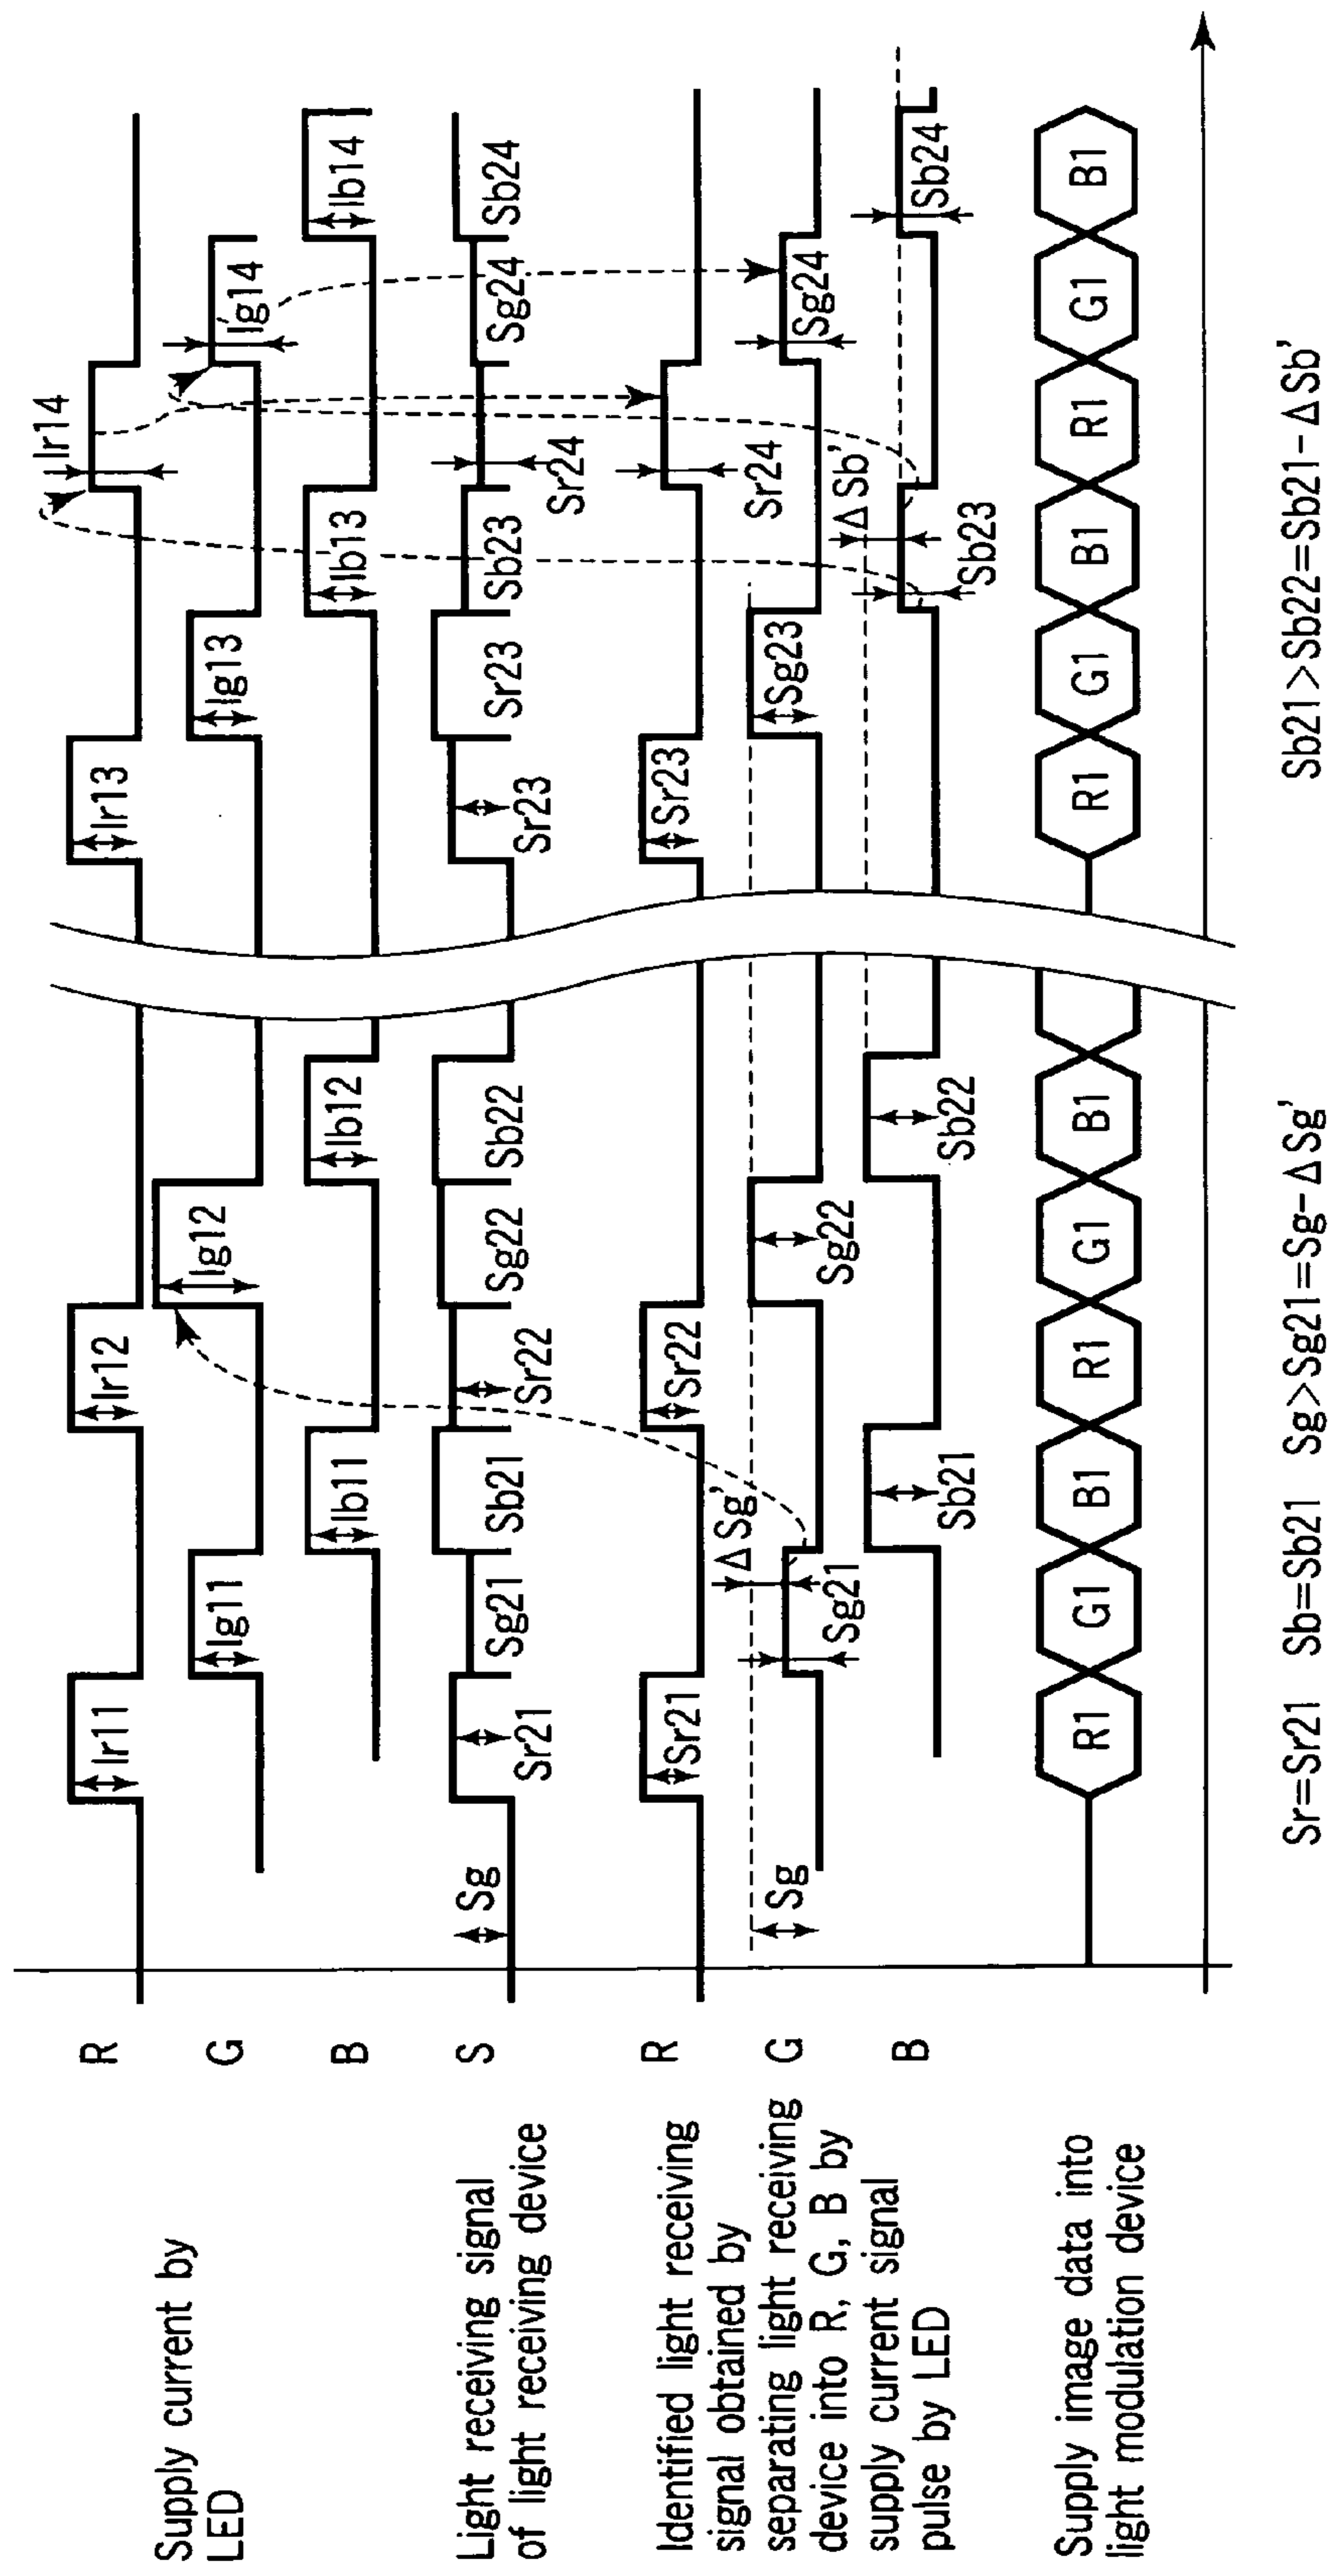 Supply current by
LED
R
Ir11
Ir12
Ir13
Ir14
G
Ig11
Ig12
Ig13
Ig14
B
Ib11
Ib12
Ib13
Ib14
Light receiving signal
of light receiving device
S
Sg
Sr21
Sg21
Sb21
Sr22
Sg22
Sb22
Sr23
Sr23
Sb23
Sr24
Sg24
Sb24
Identified light receiving
signal obtained by
separating light receiving
device into R, G, B by
supply current signal
pulse by LED
R
Sr21
Sr22
Sr23
Sr24
G
Sg
ΔSg'
Sg21
Sg22
Sg23
Sg24
B
Sb21
Sb22
ΔSb'
Sb23
Sb24
Supply image data into
light modulation device
R1
G1
B1
R1
G1
B1
R1
G1
B1
R1
G1
B1
Sr=Sr21 Sb=Sb21 Sg>Sg21=Sg-ΔSg'
Sb21>Sb22=Sb21-ΔSb'